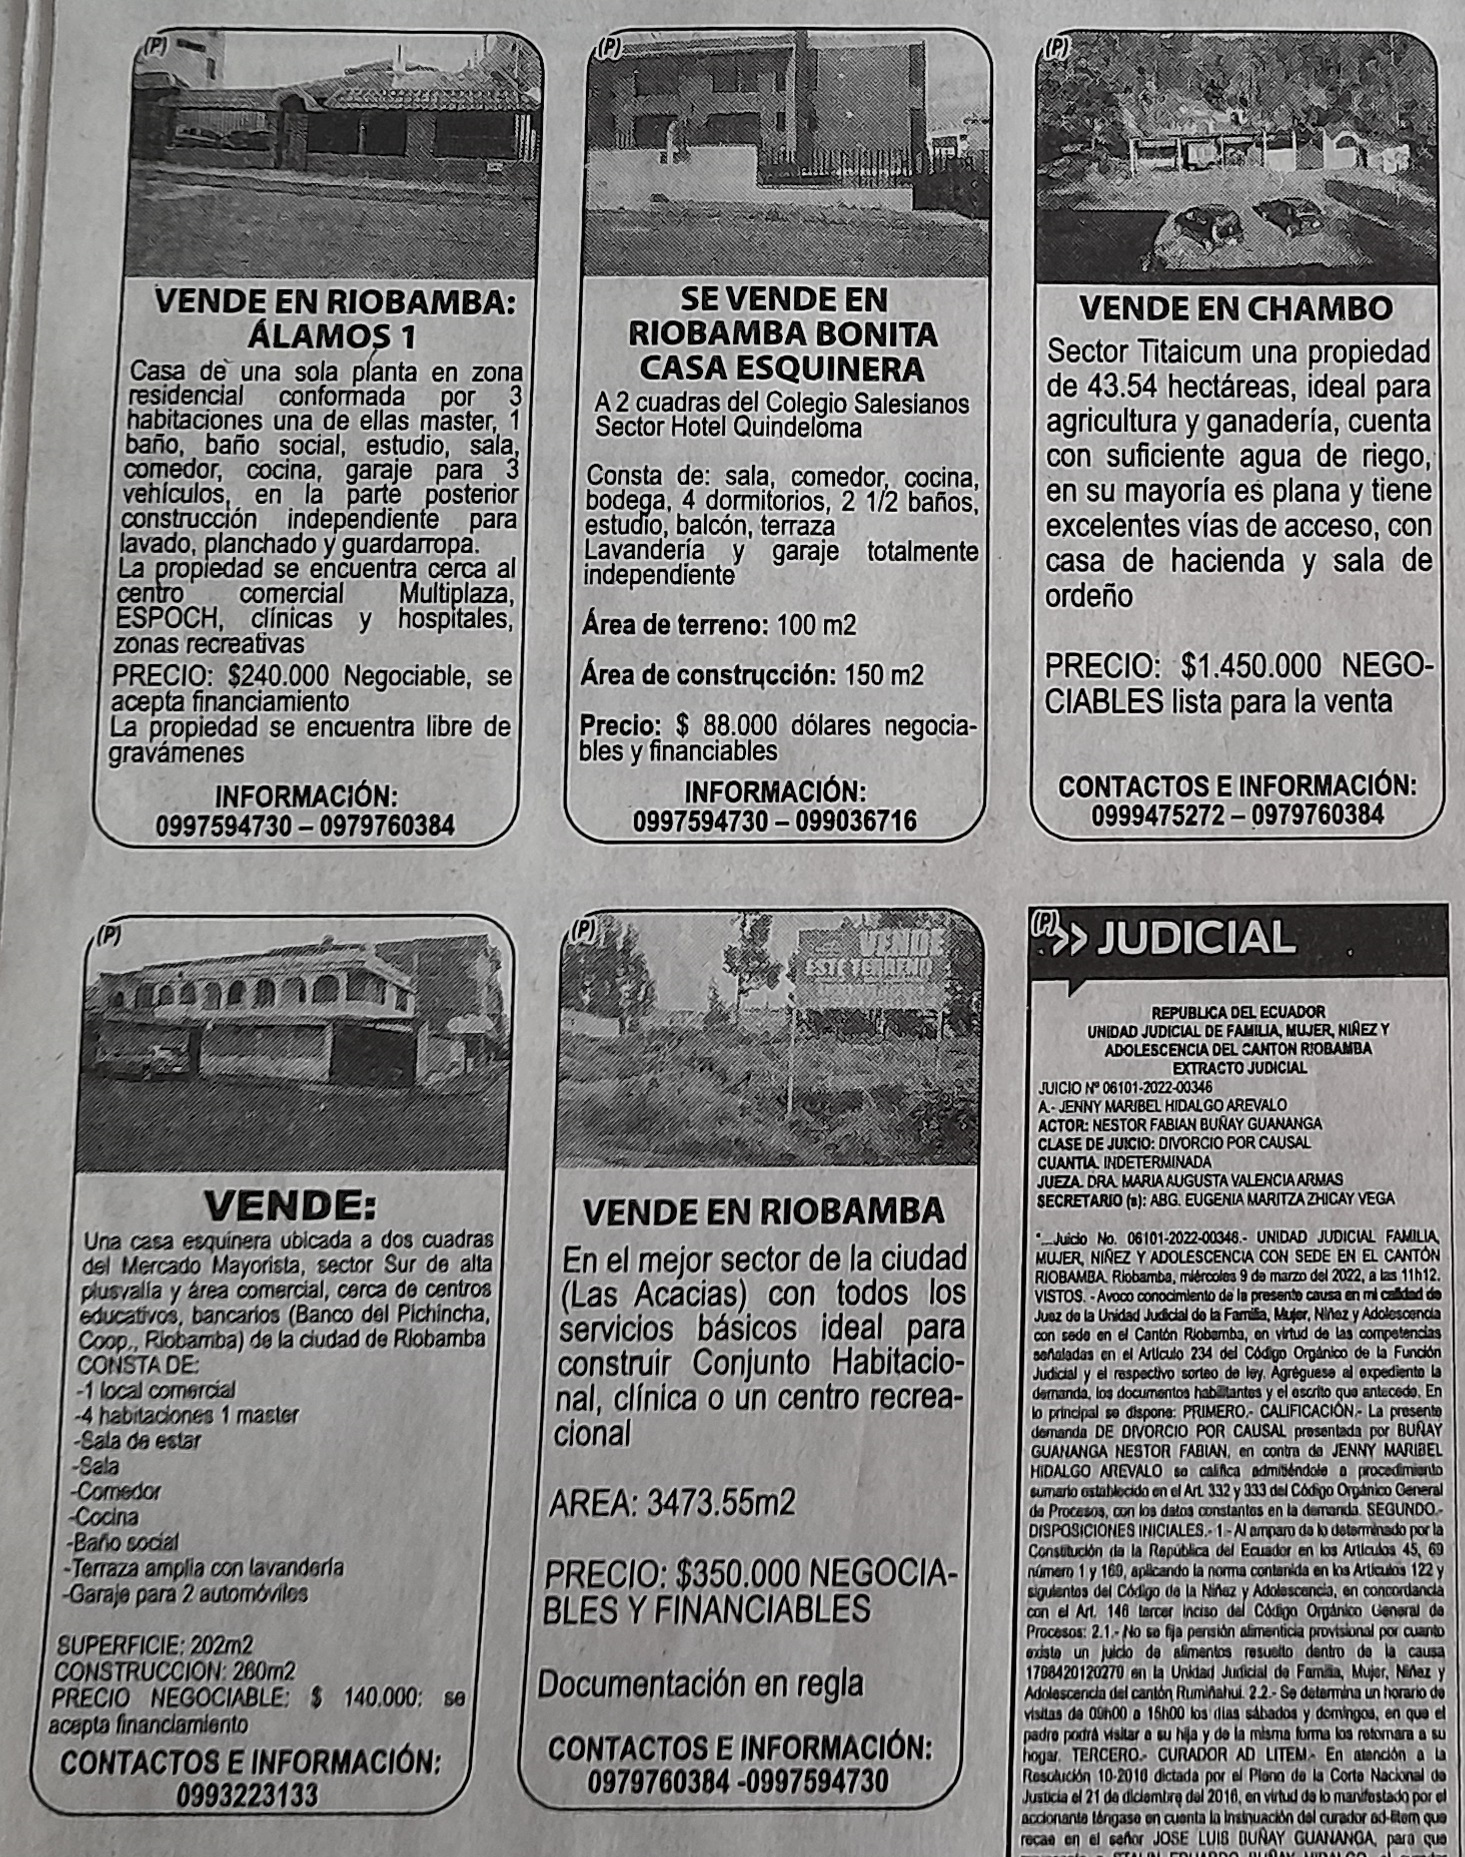 (P)
VENDE EN RIOBAMBA:
ÁLAMOS 1
Casa de una sola planta en zona
residencial conformada por 3
habitaciones una de ellas master, 1
baño, baño social, estudio, sala,
comedor, cocina, garaje para 3
vehículos, en la parte posterior
construcción independiente para
lavado, planchado y guardarropa.
La propiedad se encuentra cerca al
centro comercial Multiplaza,
ESPOCH, clínicas y hospitales,
zonas recreativas
PRECIO: $240.000 Negociable, se
acepta financiamiento
La propiedad se encuentra libre de
gravámenes
INFORMACIÓN:
0997594730 – 0979760384
(P)
SE VENDE EN
RIOBAMBA BONITA
CASA ESQUINERA
A 2 cuadras del Colegio Salesianos
Sector Hotel Quindeloma
Consta de: sala, comedor, cocina,
bodega, 4 dormitorios, 2 1/2 baños,
estudio, balcón, terraza
Lavandería y garaje totalmente
independiente
Área de terreno: 100 m2
Área de construcción: 150 m2
Precio: $ 88.000 dólares negocia-
bles y financiables
INFORMACIÓN:
0997594730 – 099036716
(P)
VENDE EN CHAMBO
Sector Titaicum una propiedad
de 43.54 hectáreas, ideal para
agricultura y ganadería, cuenta
con suficiente agua de riego,
en su mayoría es plana y tiene
excelentes vías de acceso, con
casa de hacienda y sala de
ordeño
PRECIO: $1.450.000 NEGO-
CIABLES lista para la venta
CONTACTOS E INFORMACIÓN:
0999475272 – 0979760384
(P)
VENDE:
Una casa esquinera ubicada a dos cuadras
del Mercado Mayorista, sector Sur de alta
plusvalía y área comercial, cerca de centros
educativos, bancarios (Banco del Pichincha,
Coop., Riobamba) de la ciudad de Riobamba
CONSTA DE:
-1 local comercial
-4 habitaciones 1 master
-Sala de estar
-Sala
-Comedor
-Cocina
-Baño social
-Terraza amplia con lavandería
-Garaje para 2 automóviles
SUPERFICIE: 202m2
CONSTRUCCION: 260m2
PRECIO NEGOCIABLE: $ 140.000; se
acepta financiamiento
CONTACTOS E INFORMACIÓN:
0993223133
(P)
VENDE
ESTE TERRENO
VENDE EN RIOBAMBA
En el mejor sector de la ciudad
(Las Acacias) con todos los
servicios básicos ideal para
construir Conjunto Habitacio-
nal, clínica o un centro recrea-
cional
AREA: 3473.55m2
PRECIO: $350.000 NEGOCIA-
BLES Y FINANCIABLES
Documentación en regla
CONTACTOS E INFORMACIÓN:
0979760384 -0997594730
(P)
>> JUDICIAL
REPUBLICA DEL ECUADOR
UNIDAD JUDICIAL DE FAMILIA, MUJER, NIÑEZ Y
ADOLESCENCIA DEL CANTON RIOBAMBA
EXTRACTO JUDICIAL
JUICIO Nº 06101-2022-00346
A.- JENNY MARIBEL HIDALGO AREVALO
ACTOR: NESTOR FABIAN BUÑAY GUANANGA
CLASE DE JUICIO: DIVORCIO POR CAUSAL
CUANTIA. INDETERMINADA
JUEZA. DRA. MARIA AUGUSTA VALENCIA ARMAS
SECRETARIO (s): ABG. EUGENIA MARITZA ZHICAY VEGA
"...Juicio No. 06101-2022-00346.- UNIDAD JUDICIAL FAMILIA,
MUJER, NIÑEZ Y ADOLESCENCIA CON SEDE EN EL CANTÓN
RIOBAMBA. Riobamba, miércoles 9 de marzo del 2022, a las 11h12.
VISTOS. - Avoco conocimiento de la presente causa en mi calidad de
Juez de la Unidad Judicial de la Familia, Mujer, Niñez y Adolescencia
con sede en el Cantón Riobamba, en virtud de las competencias
señaladas en el Articulo 234 del Código Orgánico de la Función
Judicial y el respectivo sorteo de ley. Agréguese al expediente la
demanda, los documentos habilitantes y el escrito que antecede. En
lo principal se dispone: PRIMERO.- CALIFICACIÓN.- La presente
demanda DE DIVORCIO POR CAUSAL presentada por BUÑAY
GUANANGA NESTOR FABIAN, en contra de JENNY MARIBEL
HIDALGO AREVALO se califica admitiéndola a procedimiento
sumario establecido en el Art. 332 y 333 del Código Orgánico General
de Procesos, con los datos constantes en la demanda. SEGUNDO.-
DISPOSICIONES INICIALES.- 1.- Al amparo de lo determinado por la
Constitución de la República del Ecuador en los Artículos 45, 69
número 1 y 169, aplicando la norma contenida en los Artículos 122 y
siguientes del Código de la Niñez y Adolescencia, en concordancia
con el Art. 146 tercer inciso del Código Orgánico General de
Procesos: 2.1.- No se fija pensión alimenticia provisional por cuanto
existe un juicio de alimentos resuelto dentro de la causa
1798420120270 en la Unidad Judicial de Familia, Mujer, Niñez y
Adolescencia del cantón Rumiñahui. 2.2.- Se determina un horario de
visitas de 09h00 a 15h00 los días sábados y domingos, en que el
padre podrá visitar a su hija y de la misma forma los retornara a su
hogar. TERCERO.- CURADOR AD LITEM.- En atención a la
Resolución 10-2016 dictada por el Pleno de la Corte Nacional de
Justicia el 21 de diciembre del 2016, en virtud de lo manifestado por el
accionante téngase en cuenta la insinuación del curador ad-litem que
recae en el señor JOSE LUIS BUÑAY GUANANGA, para que